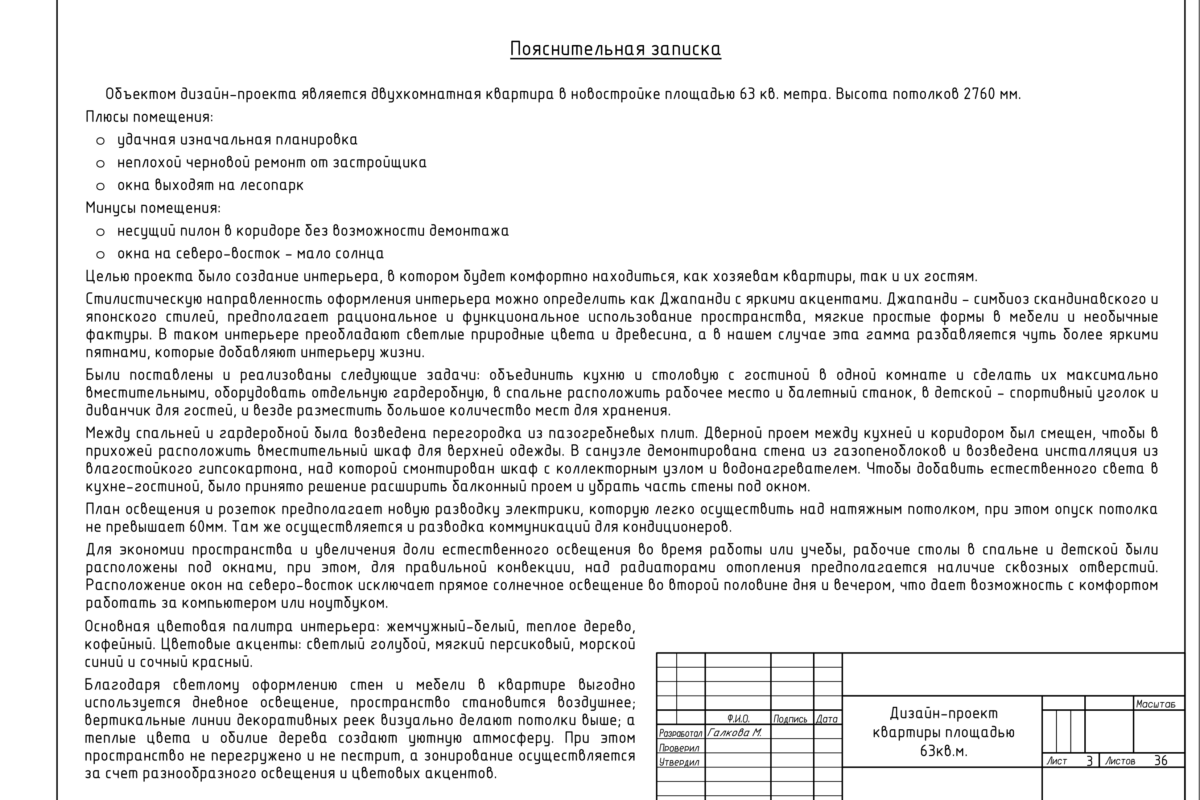 Пояснительная записка
Объектом дизайн-проекта является двухкомнатная квартира в новостройке площадью 63 кв. метра. Высота потолков 2760 мм.
Плюсы помещения:
o удачная изначальная планировка
o неплохой черновой ремонт от застройщика
o окна выходят на лесопарк
Минусы помещения:
o несущий пилон в коридоре без возможности демонтажа
o окна на северо-восток - мало солнца
Целью проекта было создание интерьера, в котором будет комфортно находиться, как хозяевам квартиры, так и их гостям.
Стилистическую направленность оформления интерьера можно определить как Джапанди с яркими акцентами. Джапанди - симбиоз скандинавского и
японского стилей, предполагает рациональное и функциональное использование пространства, мягкие простые формы в мебели и необычные
фактуры. В таком интерьере преобладают светлые природные цвета и древесина, а в нашем случае эта гамма разбавляется чуть более яркими
пятнами, которые добавляют интерьеру жизни.
Были поставлены и реализованы следующие задачи: объединить кухню и столовую с гостиной в одной комнате и сделать их максимально
вместительными, оборудовать отдельную гардеробную, в спальне расположить рабочее место и балетный станок, в детской - спортивный уголок и
диванчик для гостей, и везде разместить большое количество мест для хранения.
Между спальней и гардеробной была возведена перегородка из пазогребневых плит. Дверной проем между кухней и коридором был смещен, чтобы в
прихожей расположить вместительный шкаф для верхней одежды. В санузле демонтирована стена из газопеноблоков и возведена инсталляция из
влагостойкого гипсокартона, над которой смонтирован шкаф с коллекторным узлом и водонагревателем. Чтобы добавить естественного света в
кухне-гостиной, было принято решение расширить балконный проем и убрать часть стены под окном.
План освещения и розеток предполагает новую разводку электрики, которую легко осуществить над натяжным потолком, при этом опуск потолка
не превышает 60мм. Там же осуществляется и разводка коммуникаций для кондиционеров.
Для экономии пространства и увеличения доли естественного освещения во время работы или учебы, рабочие столы в спальне и детской были
расположены под окнами, при этом, для правильной конвекции, над радиаторами отопления предполагается наличие сквозных отверстий.
Расположение окон на северо-восток исключает прямое солнечное освещение во второй половине дня и вечером, что дает возможность с комфортом
работать за компьютером или ноутбуком.
Основная цветовая палитра интерьера: жемчужный-белый, теплое дерево,
кофейный. Цветовые акценты: светлый голубой, мягкий персиковый, морской
синий и сочный красный.
Благодаря светлому оформлению стен и мебели в квартире выгодно
используется дневное освещение, пространство становится воздушнее;
вертикальные линии декоративных реек визуально делают потолки выше; а
теплые цвета и обилие дерева создают уютную атмосферу. При этом
пространство не перегружено и не пестрит, а зонирование осуществляется
за счет разнообразного освещения и цветовых акцентов.
Ф.И.О. Подпись Дата
Разработал Галкова М.
Проверил
Утвердил
Дизайн-проект
квартиры площадью
63кв.м.
Масштаб
Лист 3 Листов 36